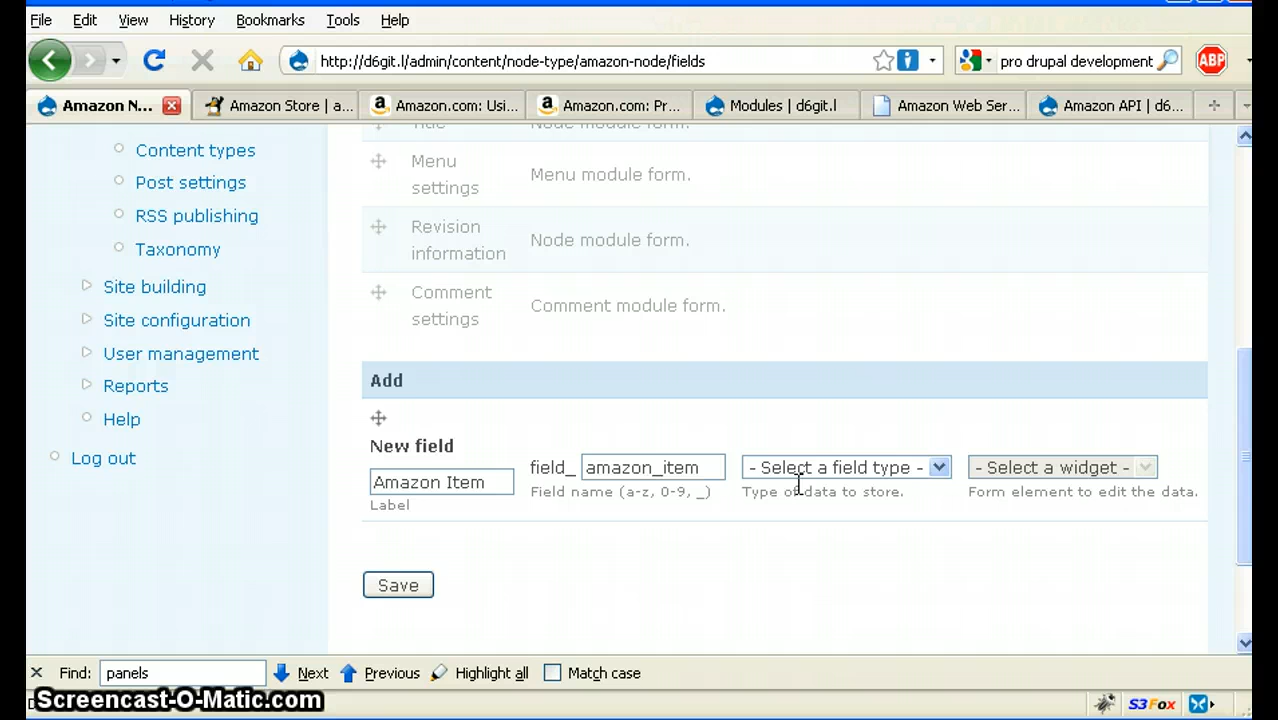 File Edit View History Bookmarks Tools Help
http://d6git.l/admin/content/node-type/amazon-node/fields
pro drupal development
ABP
Amazon N...
Amazon Store | a...
Amazon.com: Usi...
Amazon.com: Pr...
Modules | d6git.l
Amazon Web Ser...
Amazon API | d6...
Content types
Post settings
RSS publishing
Taxonomy
Site building
Site configuration
User management
Reports
Help
Log out
Title Node module form.
Menu settings Menu module form.
Revision information Node module form.
Comment settings Comment module form.
Add
New field
Amazon Item
Label
field_ amazon_item
Field name (a-z, 0-9, _)
- Select a field type -
Type of data to store.
- Select a widget -
Form element to edit the data.
Save
Find: panels Next Previous Highlight all Match case
Screencast-O-Matic.com
S3Fox